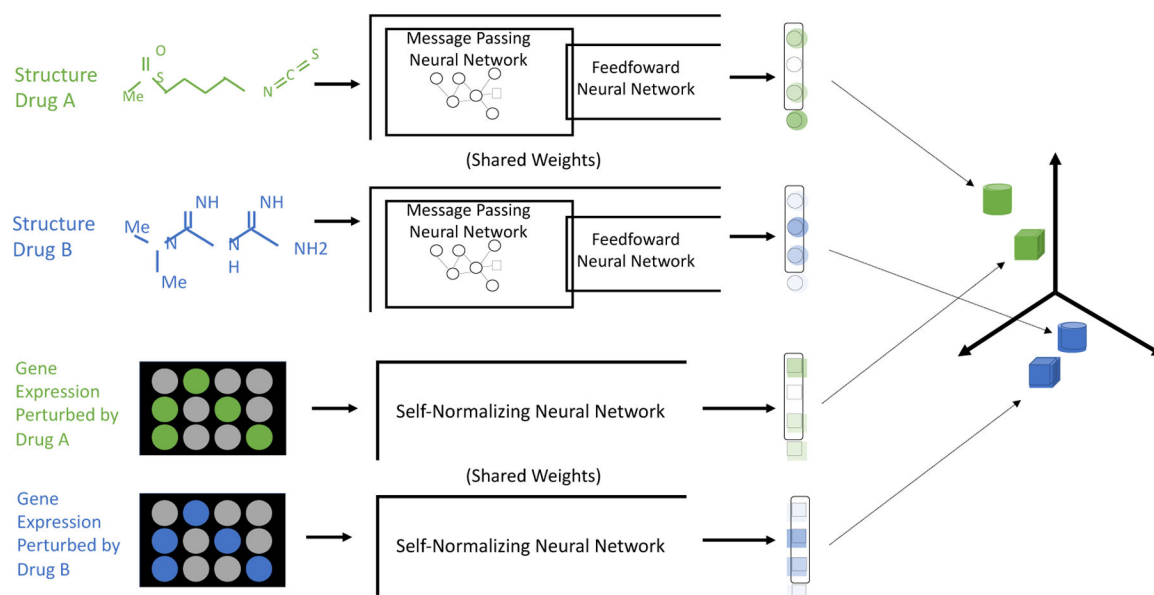 Structure
Drug A
O
S
Me
N
C
S
Message Passing
Neural Network
Feedfoward
Neural Network
(Shared Weights)
Structure
Drug B
Me
N
Me
NH
N
H
NH
NH2
Message Passing
Neural Network
Feedfoward
Neural Network
Gene
Expression
Perturbed by
Drug A
Self-Normalizing Neural Network
(Shared Weights)
Gene
Expression
Perturbed by
Drug B
Self-Normalizing Neural Network